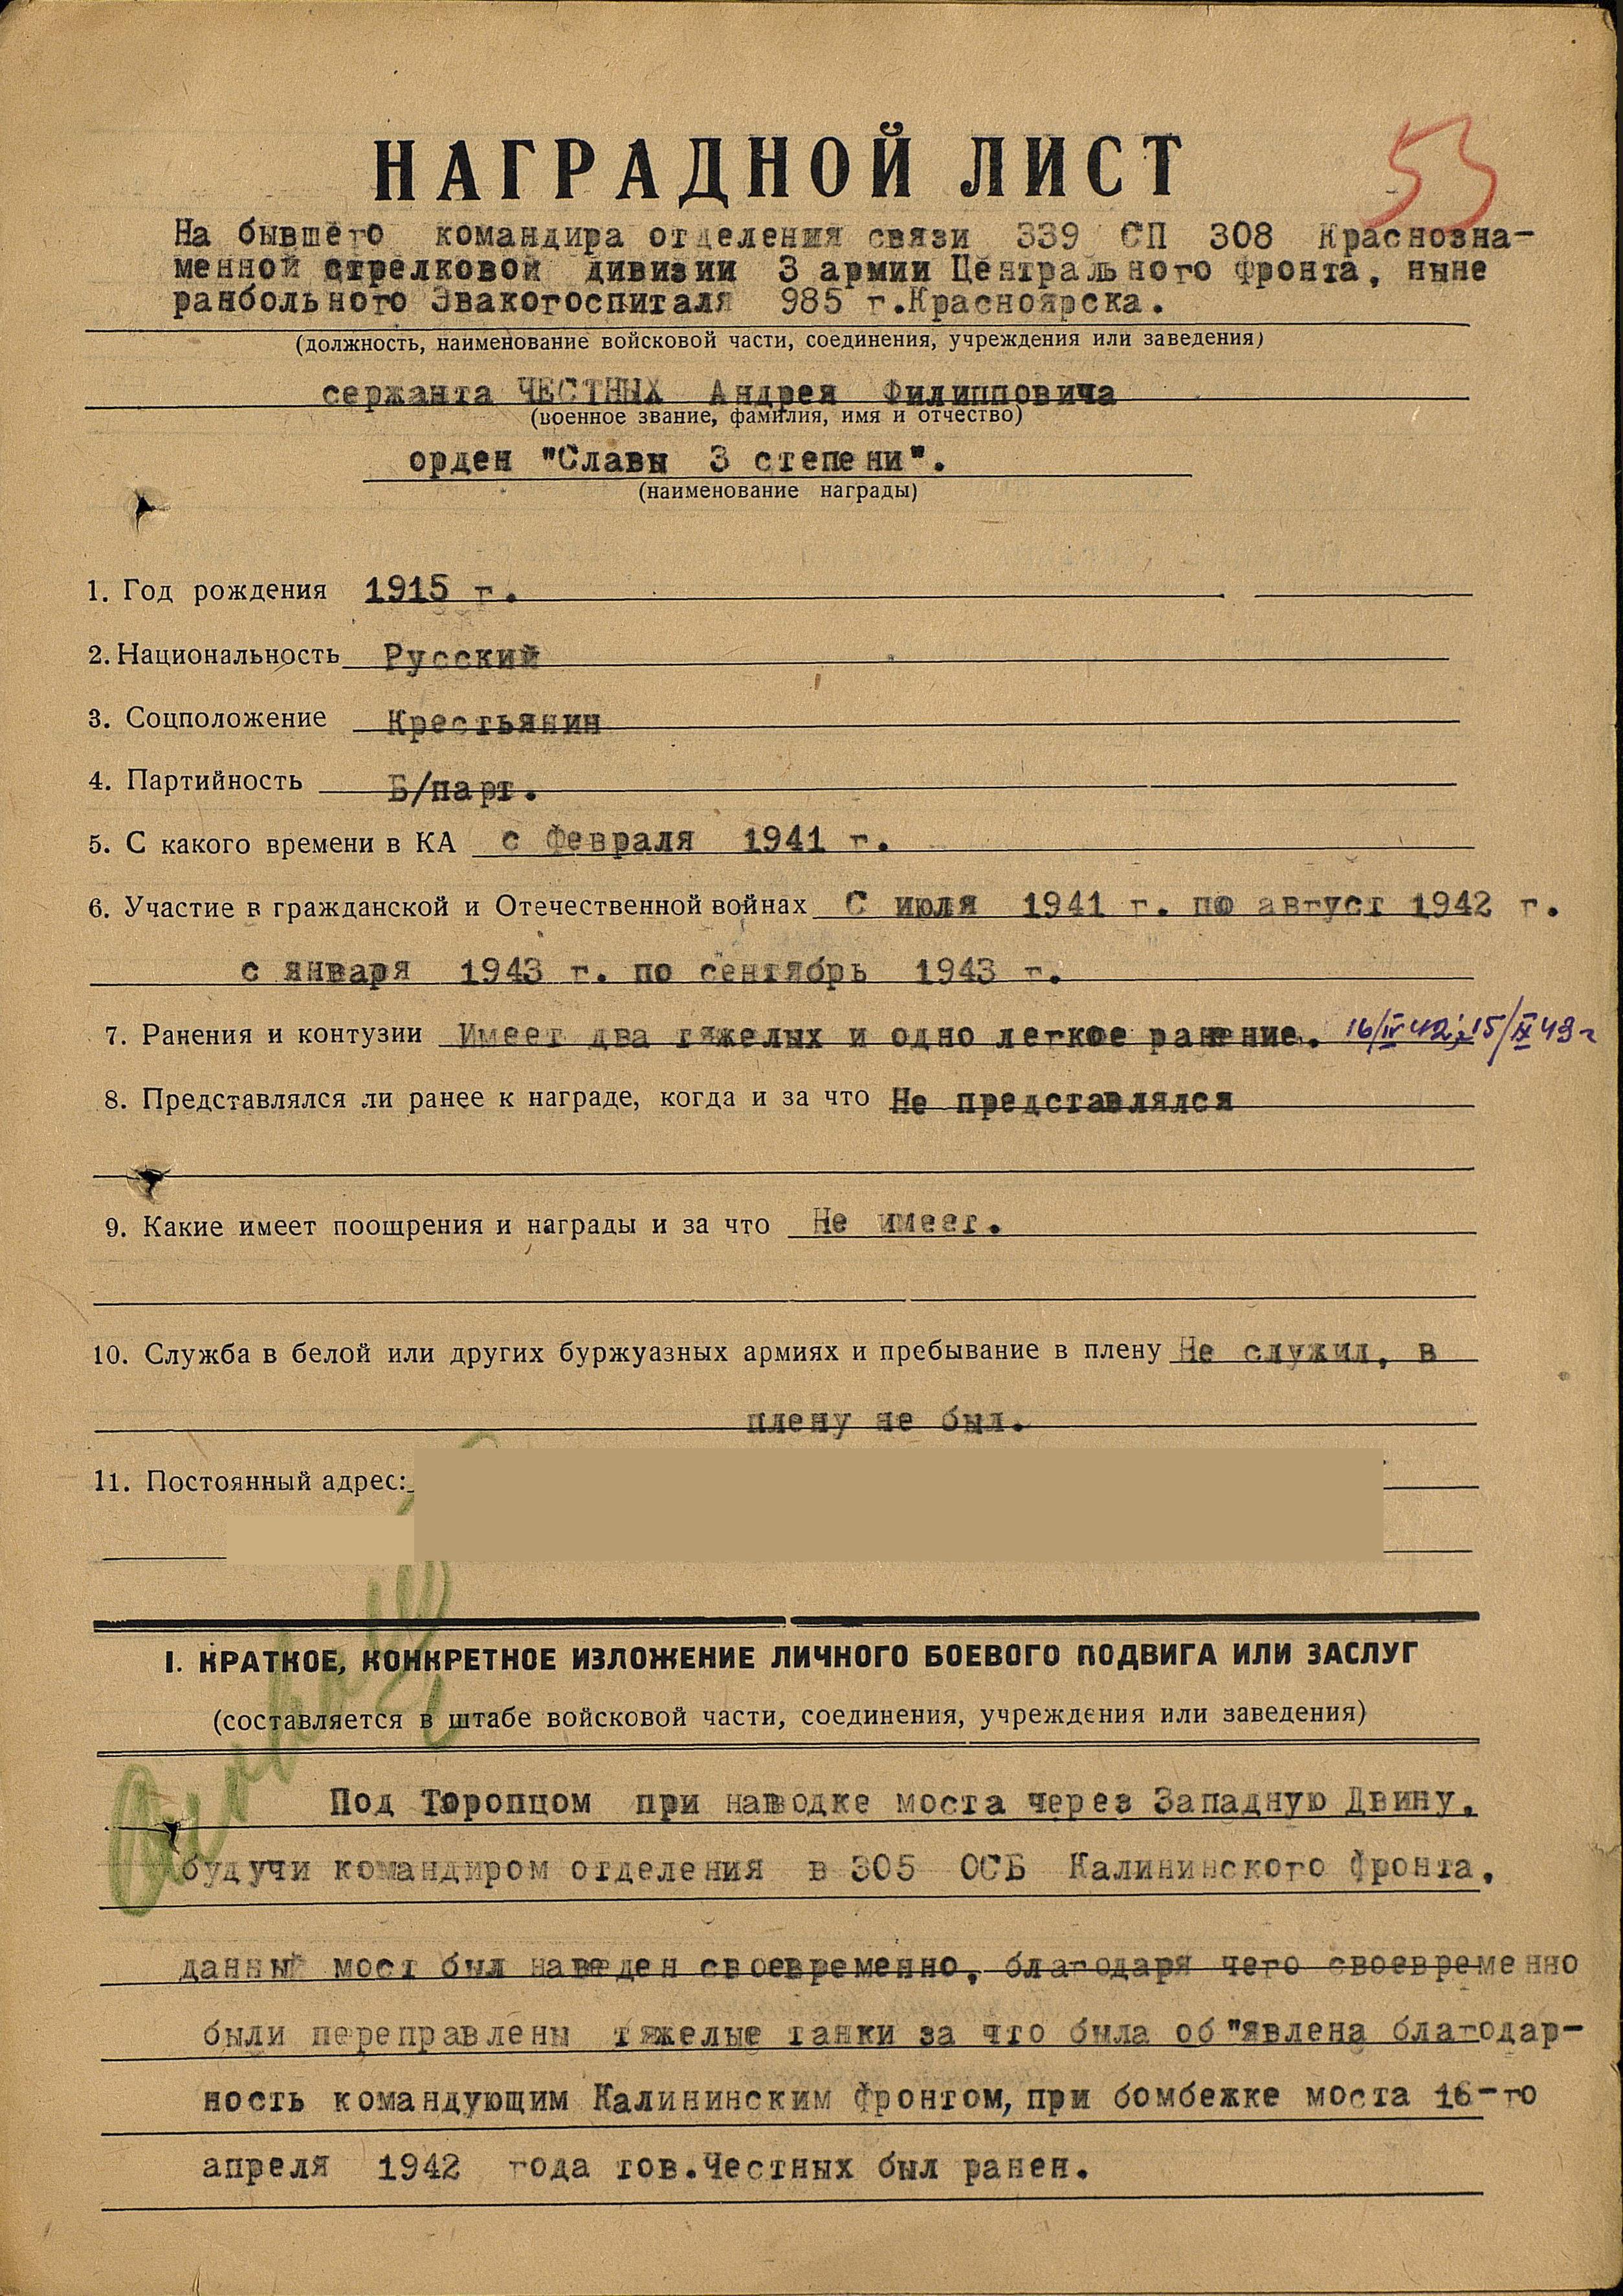 53
НАГРАДНОЙ ЛИСТ
На бывшего командира отделения связи 339 СП 308 Краснозна-
менной стрелковой дивизии 3 армии Центрального фронта, ныне
ранбольного Эвакогоспиталя 985 г.Красноярска.
(должность, наименование войсковой части, соединения, учреждения или заведения)
сержанта ЧЕСТНЫХ Андрея Филипповича
(военное звание, фамилия, имя и отчество)
орден "Славы 3 степени".
(наименование награды)
1. Год рождения 1915 г.
2. Национальность Русский
3. Соцположение Крестьянин
4. Партийность Б/парт.
5. С какого времени в КА с февраля 1941 г.
6. Участие в гражданской и Отечественной войнах С июля 1941 г. по август 1942 г.
с января 1943 г. по сентябрь 1943 г.
7. Ранения и контузии Имеет два тяжелых и одно легкое ранение. 16/IV 42; 15/IX 43 г
8. Представлялся ли ранее к награде, когда и за что Не представлялся
9. Какие имеет поощрения и награды и за что Не имеет.
10. Служба в белой или других буржуазных армиях и пребывание в плену Не служил, в
плену не был.
11. Постоянный адрес:
I. КРАТКОЕ, КОНКРЕТНОЕ ИЗЛОЖЕНИЕ ЛИЧНОГО БОЕВОГО ПОДВИГА ИЛИ ЗАСЛУГ
(составляется в штабе войсковой части, соединения, учреждения или заведения)
Под Торопцом при наводке моста через Западную Двину,
будучи командиром отделения в 305 ОСБ Калининского фронта,
данный мост был наведен своевременно, благодаря чего своевременно
были переправлены тяжелые танки за что была об"явлена благодар-
ность командующим Калининским фронтом, при бомбежке моста 16-го
апреля 1942 года тов.Честных был ранен.